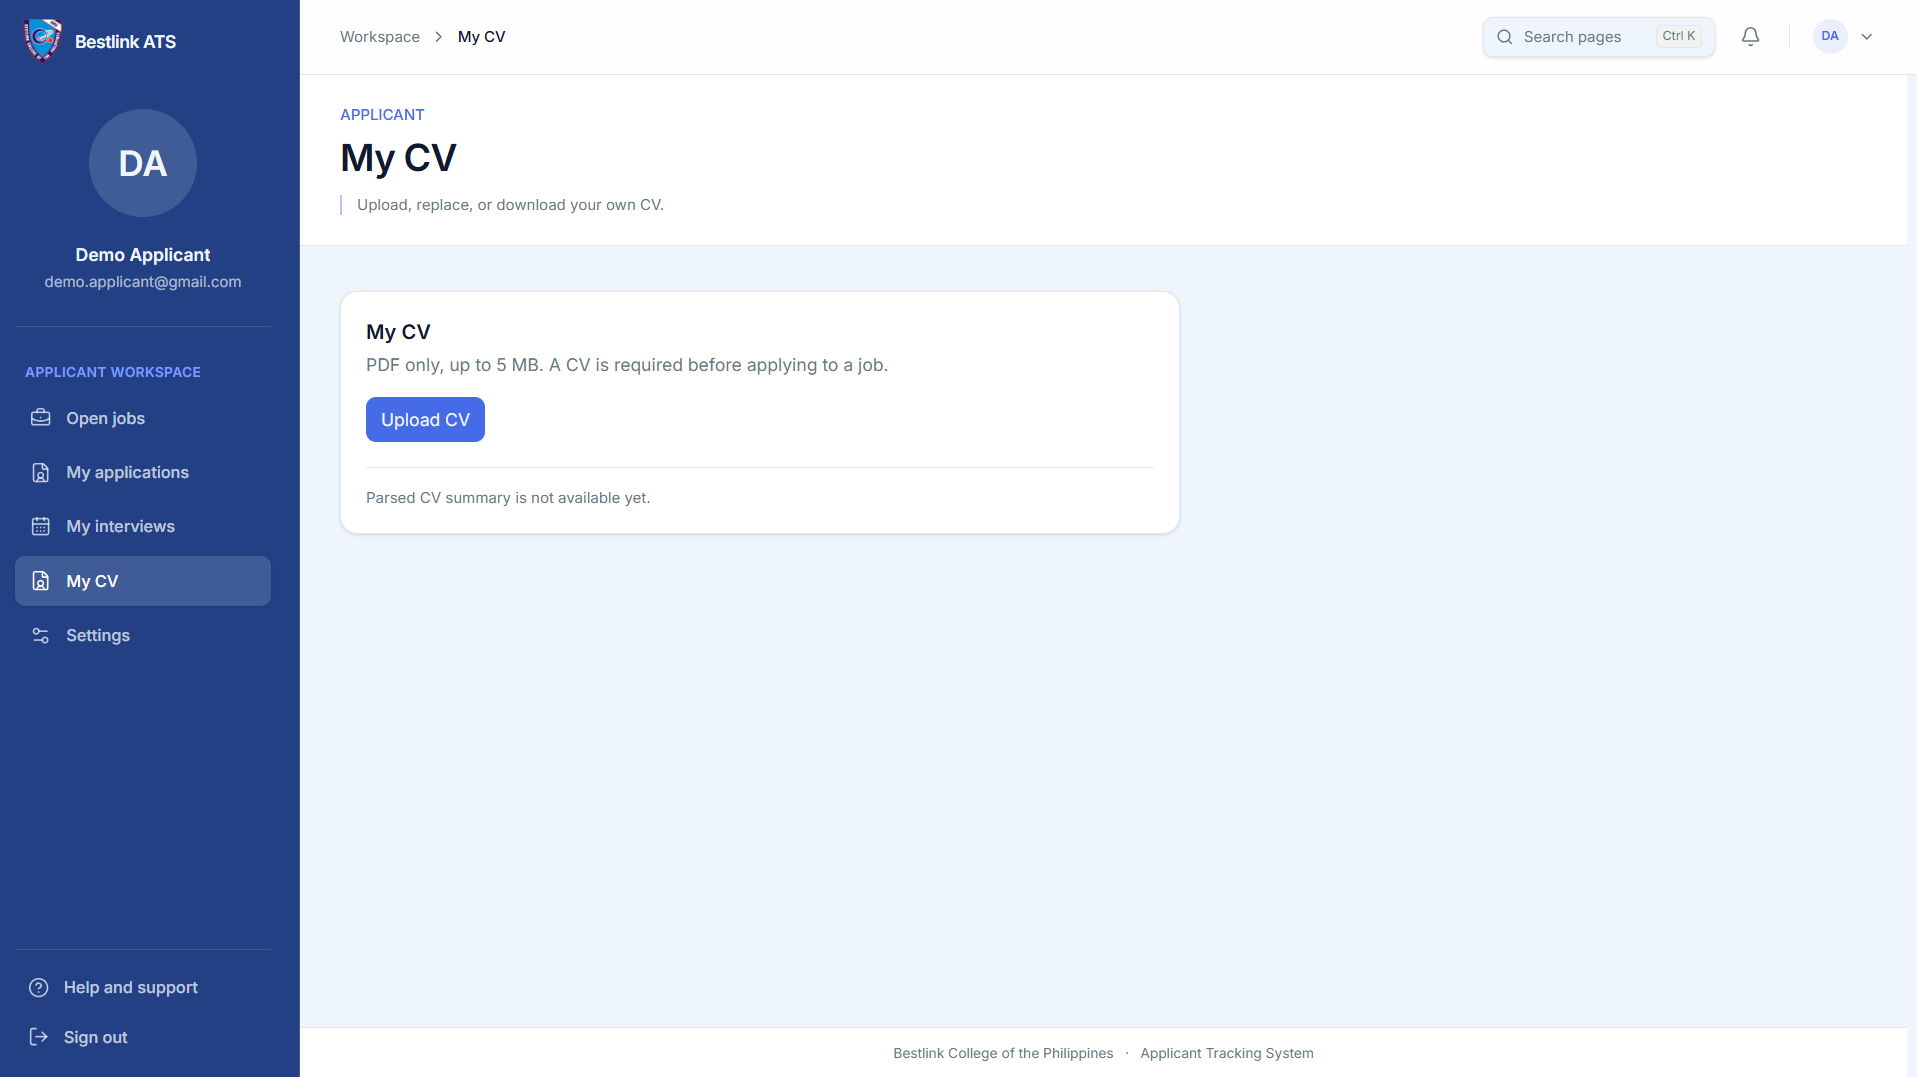 Bestlink ATS
DA
Demo Applicant
demo.applicant@gmail.com
APPLICANT WORKSPACE
Open jobs
My applications
My interviews
My CV
Settings
Help and support
Sign out
Workspace > My CV
Search pages Ctrl K
DA
APPLICANT
My CV
Upload, replace, or download your own CV.
My CV
PDF only, up to 5 MB. A CV is required before applying to a job.
Upload CV
Parsed CV summary is not available yet.
Bestlink College of the Philippines · Applicant Tracking System